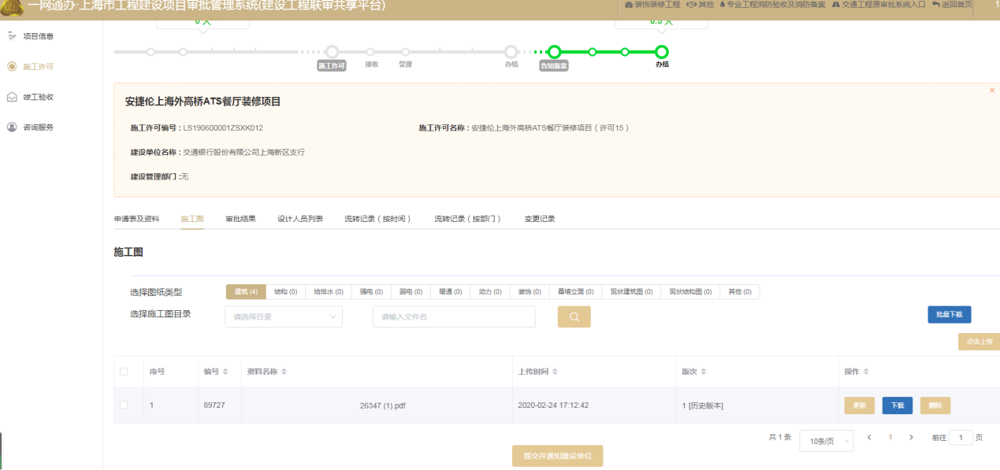 一网通办·上海市工程建设项目审批管理系统(建设工程联审共享平台)
装饰装修工程 其他 专业工程消防验收及消防备案 交通工程原审批系统入口 返回首页
项目信息
施工许可
竣工验收
咨询服务
施工许可 接收 受理 办结 告知备案 办结
安捷伦上海外高桥ATS餐厅装修项目
施工许可编号：LS190600001ZSXK012 施工许可名称：安捷伦上海外高桥ATS餐厅装修项目（许可15）
建设单位名称：交通银行股份有限公司上海新区支行
建设管理部门 :无
申请表及资料 施工图 审批结果 设计人员列表 流转记录（按时间） 流转记录（按部门） 变更记录
施工图
选择图纸类型 建筑 (4) 结构 (0) 给排水 (0) 强电 (0) 弱电 (0) 暖通 (0) 动力 (0) 装饰 (0) 幕墙立面 (0) 现状建筑图 (0) 现状结构图 (0) 其他 (0)
选择施工图目录 请选择目录 请输入文件名 批量下载
点击上传
序号 编号 资料名称 上传时间 版次 操作
1 89727 26347 (1).pdf 2020-02-24 17:12:42 1 [历史版本] 更新 下载 删除
共 1 条 10条/页 1 前往 1 页
提交并通知建设单位